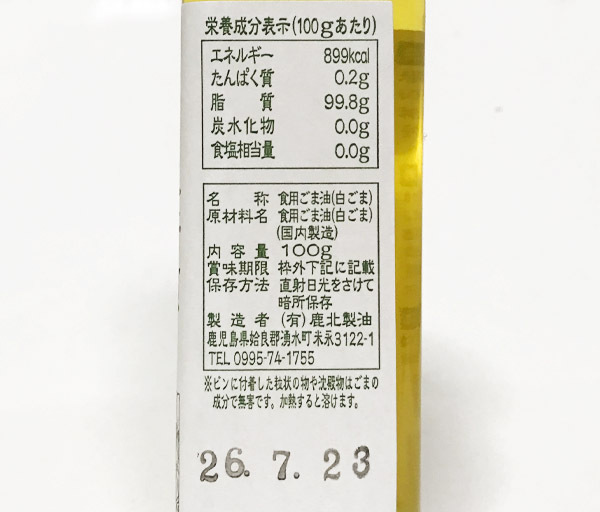 栄養成分表示(100gあたり)
エネルギー 899kcal
たんぱく質 0.2g
脂質 99.8g
炭水化物 0.0g
食塩相当量 0.0g
名称 食用ごま油(白ごま)
原材料名 食用ごま油(白ごま)
(国内製造)
内容量 100g
賞味期限 枠外下記に記載
保存方法 直射日光をさけて
暗所保存
製造者 (有)鹿北製油
鹿児島県姶良郡湧水町米永3122-1
TEL 0995-74-1755
※ビンに付着した粒状の物や沈殿物はごまの
成分で無害です。加熱すると溶けます。
26.7.23